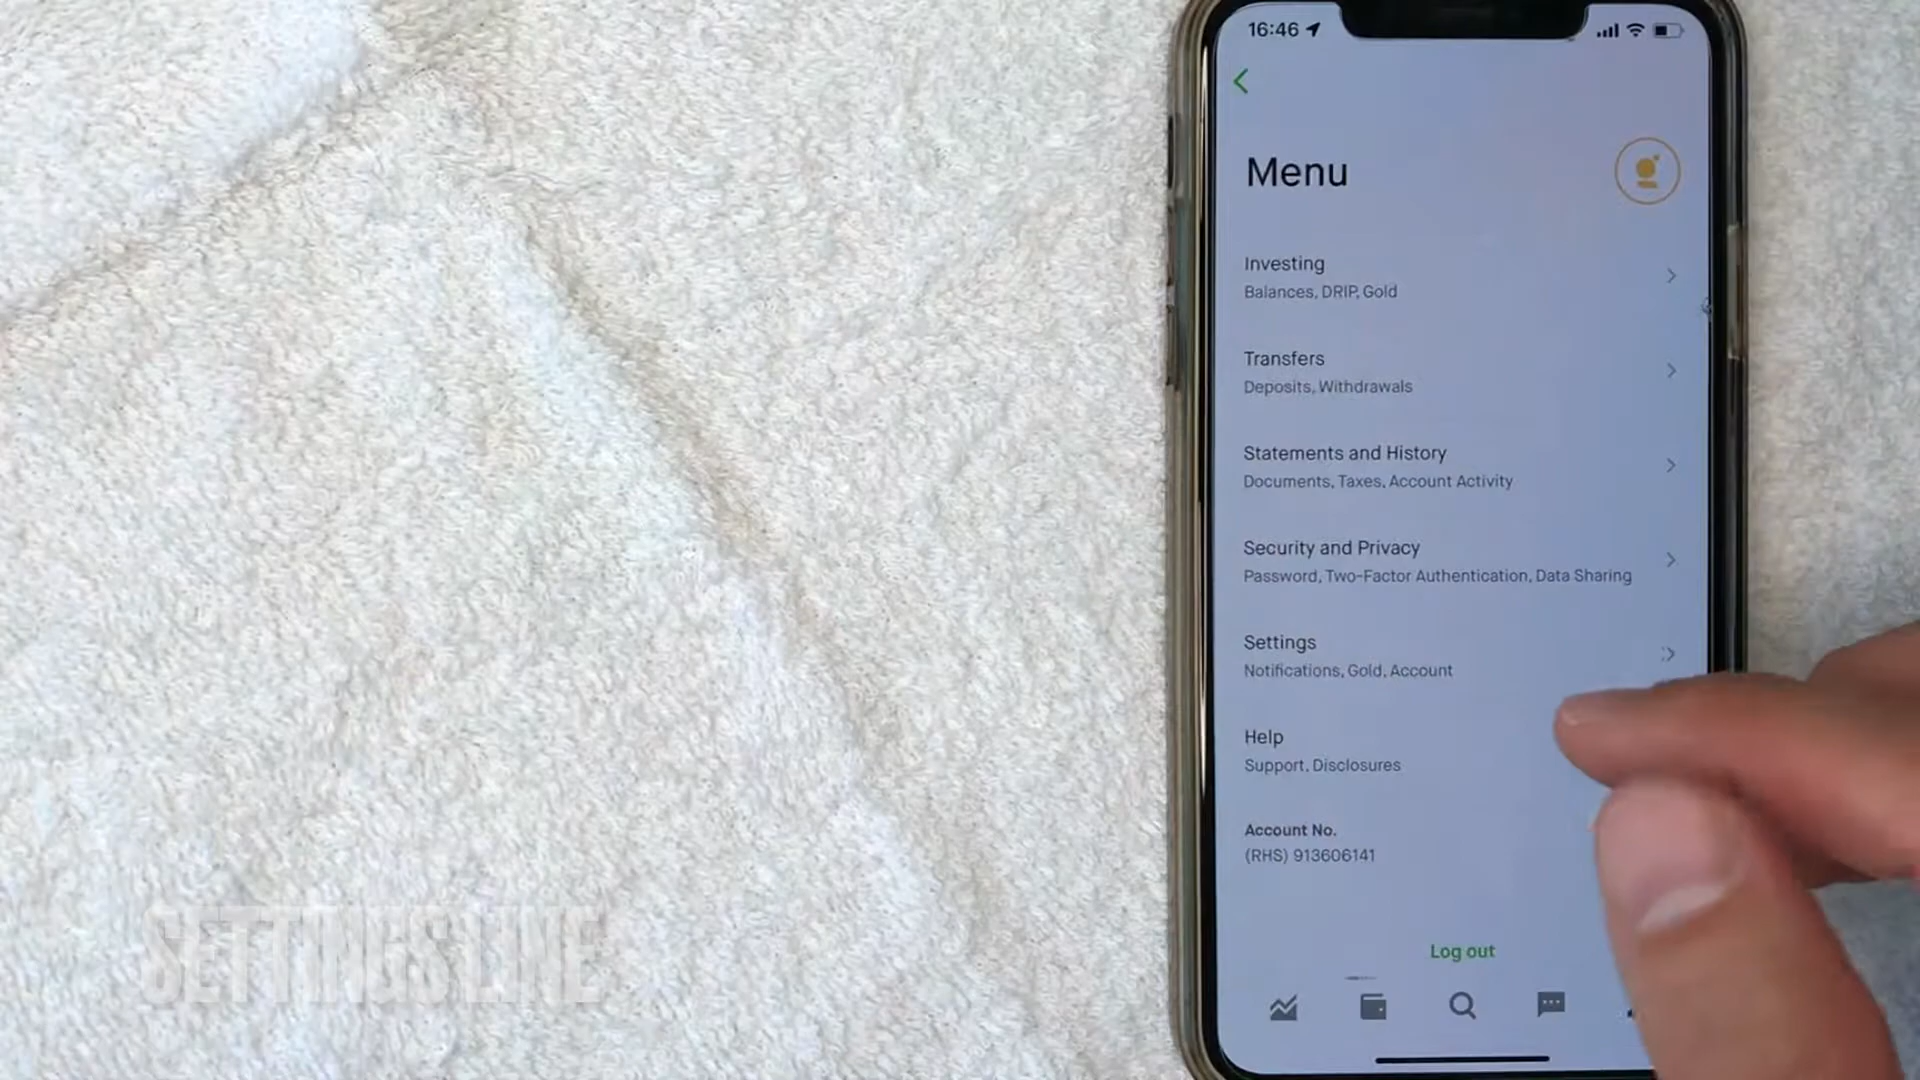 16:46
Menu
Investing
Balances, DRIP, Gold
Transfers
Deposits, Withdrawals
Statements and History
Documents, Taxes, Account Activity
Security and Privacy
Password, Two-Factor Authentication, Data Sharing
Settings
Notifications, Gold, Account
Help
Support, Disclosures
Account No.
(RHS) 913606141
Log out
SETTINGS LINE